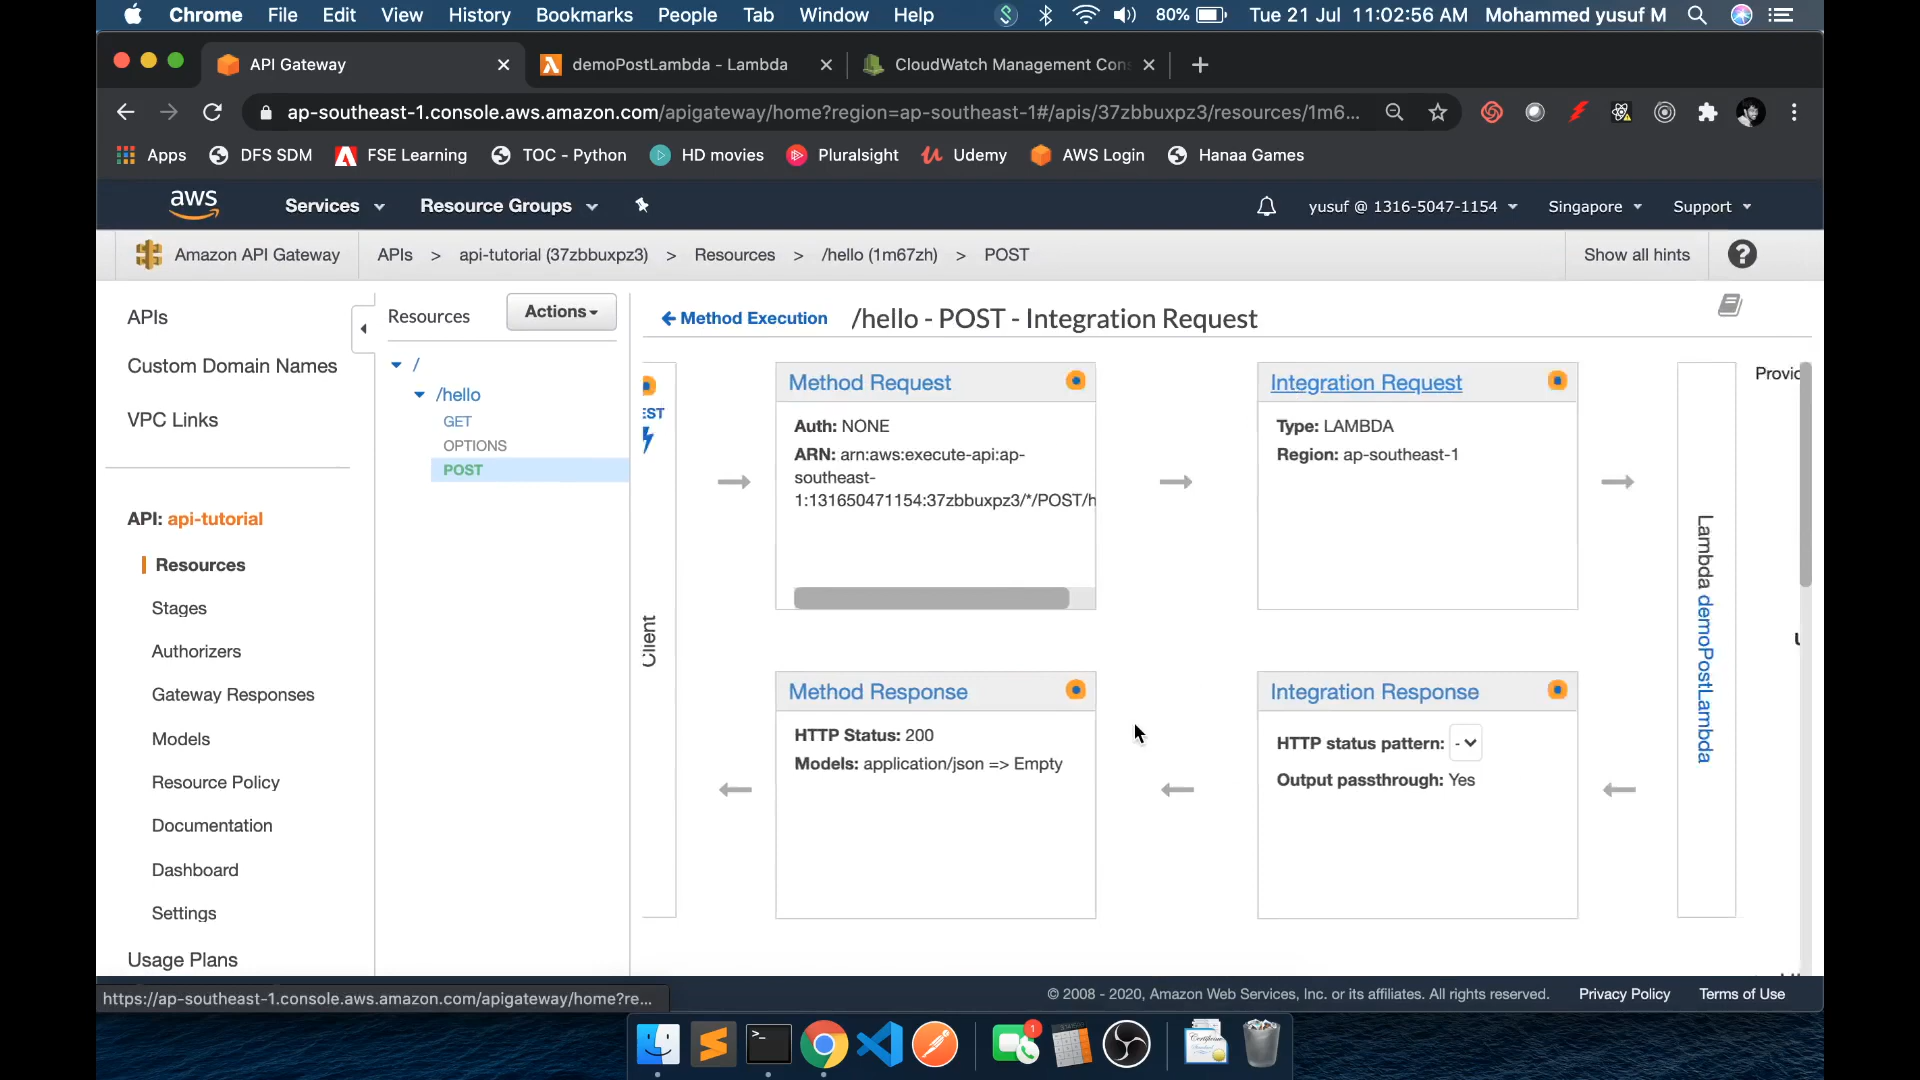 Chrome File Edit View History Bookmarks People Tab Window Help 80% Tue 21 Jul 11:02:56 AM Mohammed yusuf M
API Gateway demoPostLambda - Lambda CloudWatch Management Con
ap-southeast-1.console.aws.amazon.com/apigateway/home?region=ap-southeast-1#/apis/37zbbuxpz3/resources/1m6...
Apps DFS SDM FSE Learning TOC - Python HD movies Pluralsight Udemy AWS Login Hanaa Games
aws Services Resource Groups yusuf @ 1316-5047-1154 Singapore Support
Amazon API Gateway APIs > api-tutorial (37zbbuxpz3) > Resources > /hello (1m67zh) > POST Show all hints ?
APIs
Custom Domain Names
VPC Links
API: api-tutorial
Resources
Stages
Authorizers
Gateway Responses
Models
Resource Policy
Documentation
Dashboard
Settings
Usage Plans
Resources Actions
/
/hello
GET
OPTIONS
POST
Method Execution /hello - POST - Integration Request
EST
Client
Method Request
Auth: NONE
ARN: arn:aws:execute-api:ap-
southeast-
1:131650471154:37zbbuxpz3/*/POST/h
Integration Request
Type: LAMBDA
Region: ap-southeast-1
Method Response
HTTP Status: 200
Models: application/json => Empty
Integration Response
HTTP status pattern: -
Output passthrough: Yes
Lambda demoPostLambda
Provic
https://ap-southeast-1.console.aws.amazon.com/apigateway/home?re...
© 2008 - 2020, Amazon Web Services, Inc. or its affiliates. All rights reserved. Privacy Policy Terms of Use
1